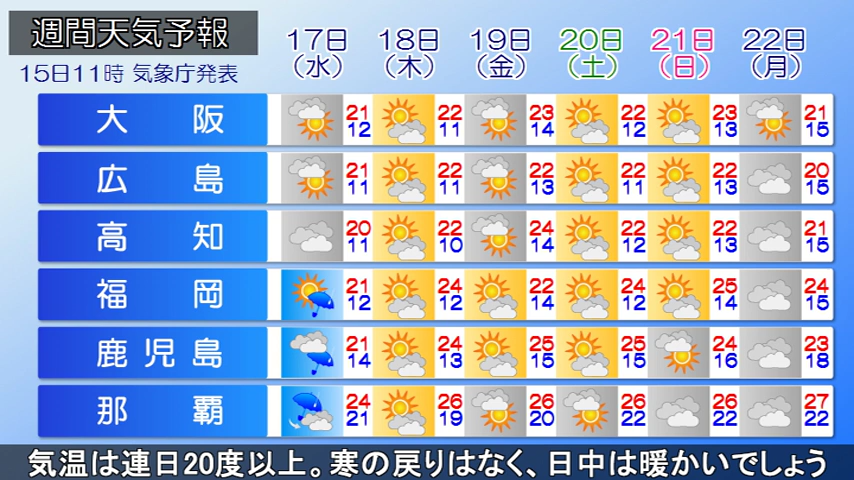 週間天気予報
15日11時 気象庁発表
17日 18日 19日 20日 21日 22日
(水) (木) (金) (土) (日) (月)
大阪 21 12 22 11 23 14 22 12 23 13 21 15
広島 21 11 22 11 22 13 22 11 22 13 20 15
高知 20 11 22 10 24 14 22 12 22 13 21 15
福岡 21 12 24 12 22 14 24 12 25 14 24 15
鹿児島 21 14 24 13 25 15 25 15 24 16 23 18
那覇 24 21 26 19 26 20 26 22 26 22 27 22
気温は連日20度以上。寒の戻りはなく、日中は暖かいでしょう